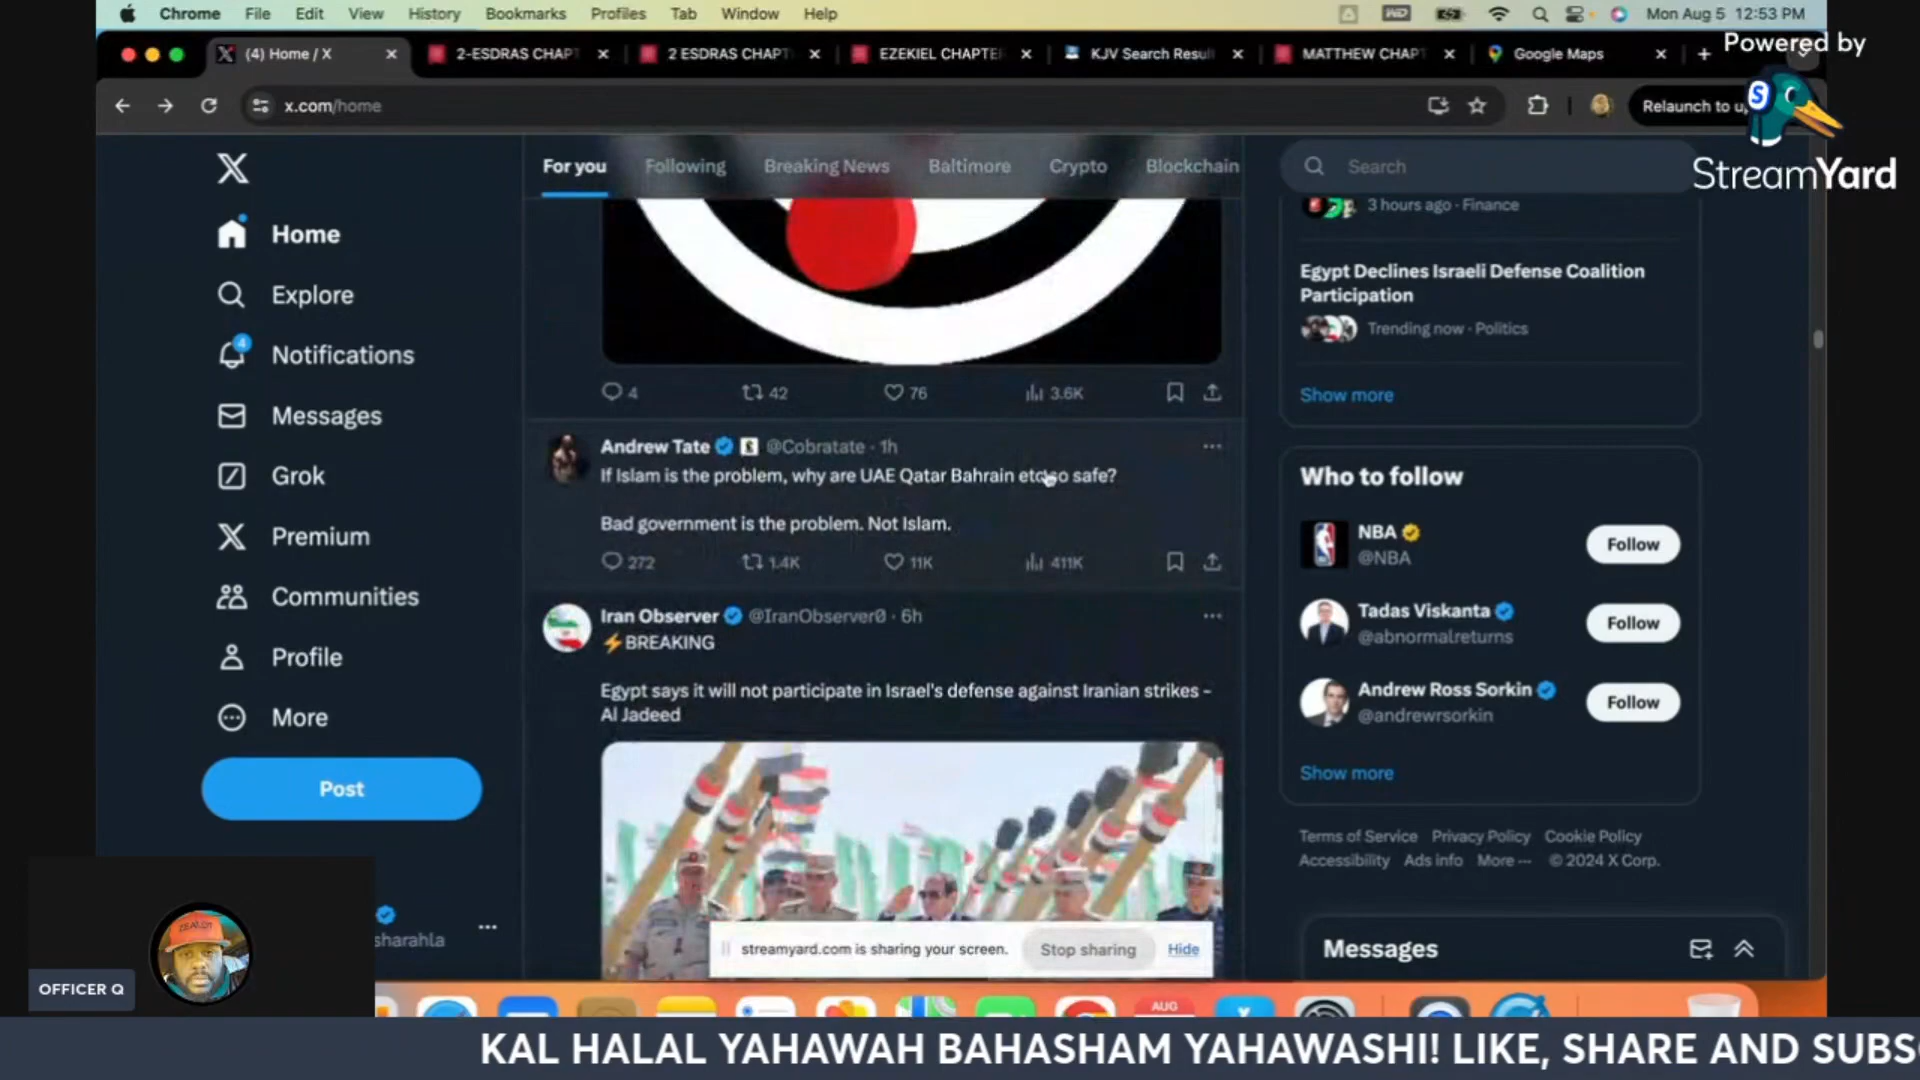 Chrome File Edit View History Bookmarks Profiles Tab Window Help
Mon Aug 5 12:53 PM
(4) Home / X
2-ESDRAS CHAPT
2 ESDRAS CHAPT
EZEKIEL CHAPTER
KJV Search Resul
MATTHEW CHAP
Google Maps
Powered by
StreamYard
x.com/home
Relaunch to u
Home
Explore
4
Notifications
Messages
Grok
Premium
Communities
Profile
More
Post
sharahla
For you Following Breaking News Baltimore Crypto Blockchain
4 42 76 3.6K
Andrew Tate @Cobratate · 1h
If Islam is the problem, why are UAE Qatar Bahrain etc so safe?
Bad government is the problem. Not Islam.
272 1.4K 11K 411K
Iran Observer @IranObserver0 · 6h
⚡BREAKING
Egypt says it will not participate in Israel's defense against Iranian strikes -
Al Jadeed
streamyard.com is sharing your screen. Stop sharing Hide
Search
3 hours ago · Finance
Egypt Declines Israeli Defense Coalition
Participation
Trending now · Politics
Show more
Who to follow
NBA
@NBA
Follow
Tadas Viskanta
@abnormalreturns
Follow
Andrew Ross Sorkin
@andrewrsorkin
Follow
Show more
Terms of Service Privacy Policy Cookie Policy
Accessibility Ads info More ··· © 2024 X Corp.
Messages
AUG
ZEALOT
OFFICER Q
KAL HALAL YAHAWAH BAHASHAM YAHAWASHI! LIKE, SHARE AND SUBS